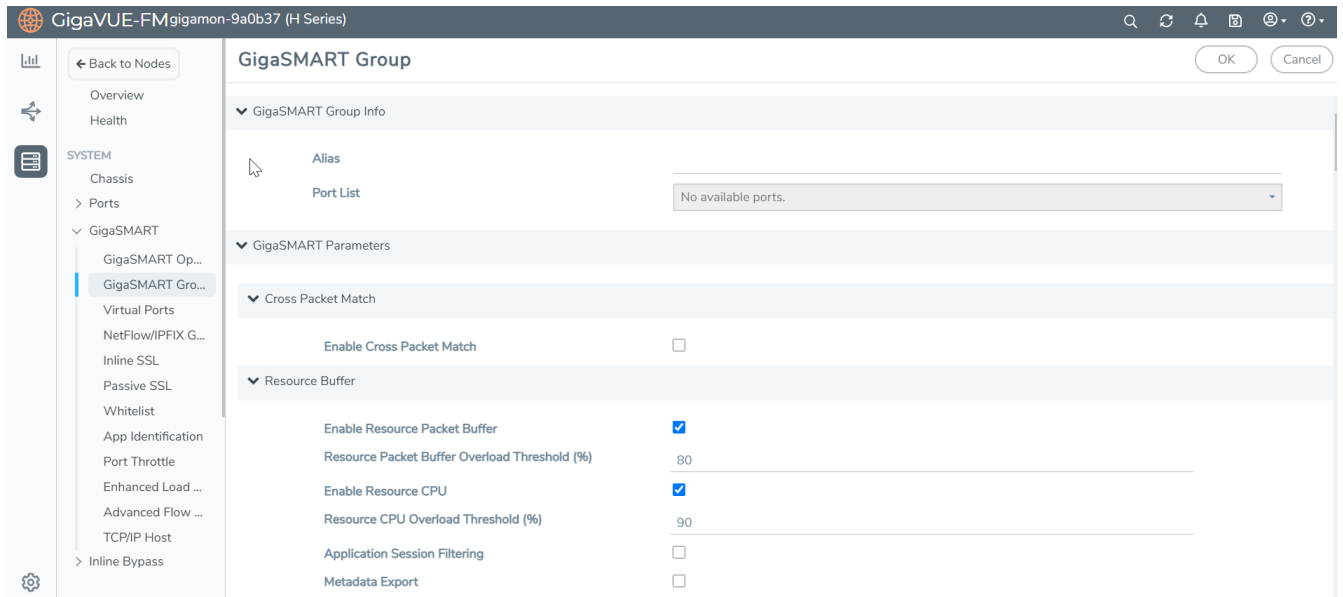 GigaVUE-FM gigamon-9a0b37 (H Series)
Back to Nodes
Overview
Health
SYSTEM
Chassis
Ports
GigaSMART
GigaSMART Op...
GigaSMART Gro...
Virtual Ports
NetFlow/IPFIX G...
Inline SSL
Passive SSL
Whitelist
App Identification
Port Throttle
Enhanced Load ...
Advanced Flow ...
TCP/IP Host
Inline Bypass
GigaSMART Group
OK Cancel
GigaSMART Group Info
Alias
Port List No available ports.
GigaSMART Parameters
Cross Packet Match
Enable Cross Packet Match
Resource Buffer
Enable Resource Packet Buffer
Resource Packet Buffer Overload Threshold (%) 80
Enable Resource CPU
Resource CPU Overload Threshold (%) 90
Application Session Filtering
Metadata Export